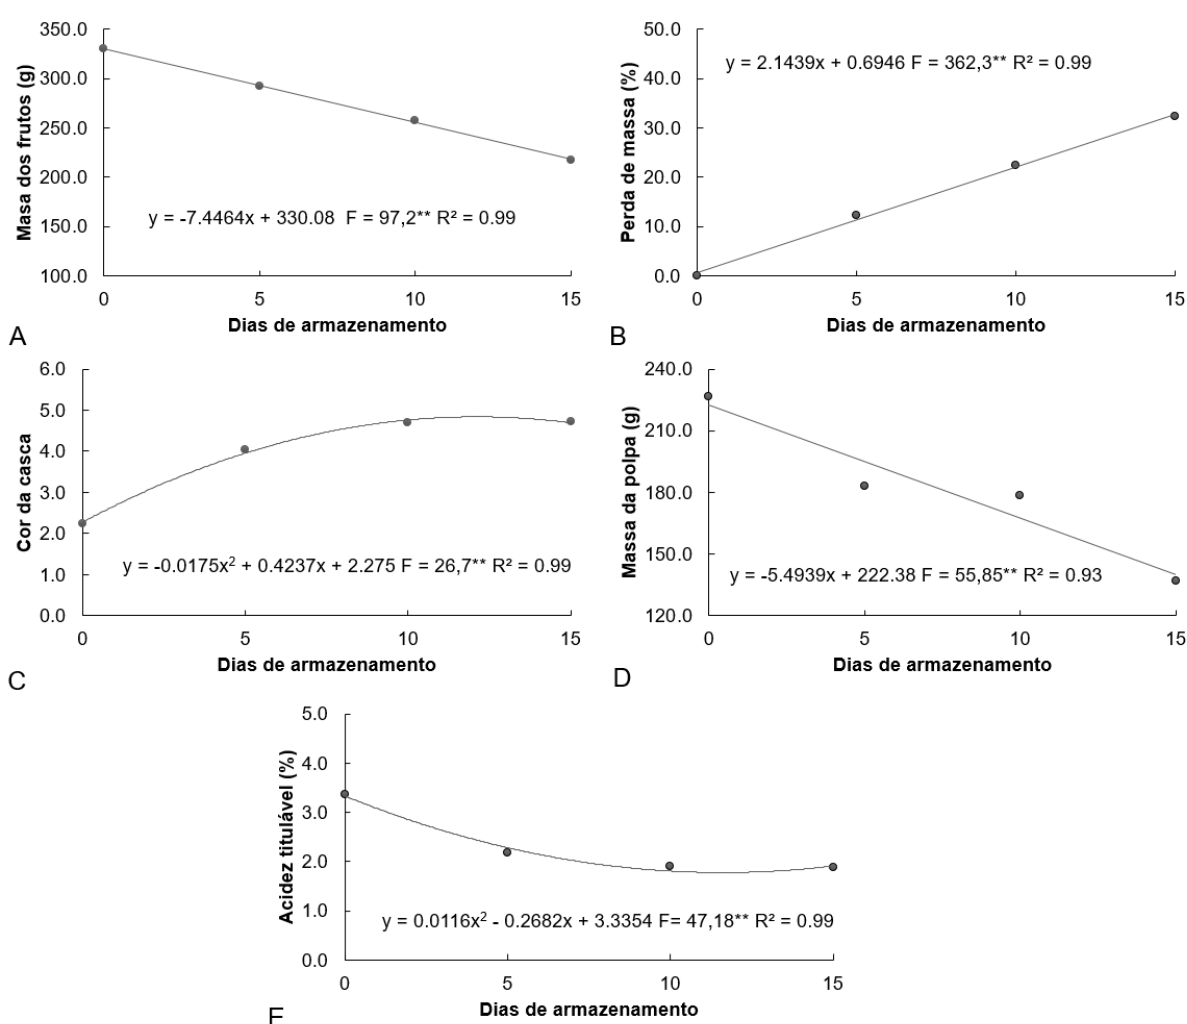 350.0
300.0
250.0
200.0
150.0
100.0
Masa dos frutos (g)
y = -7.4464x + 330.08 F = 97,2** R² = 0.99
0 5 10 15
Dias de armazenamento
A
50.0
40.0
30.0
20.0
10.0
0.0
Perda de massa (%)
y = 2.1439x + 0.6946 F = 362,3** R² = 0.99
0 5 10 15
Dias de armazenamento
B
6.0
5.0
4.0
3.0
2.0
1.0
0.0
Cor da casca
y = -0.0175x² + 0.4237x + 2.275 F = 26,7** R² = 0.99
0 5 10 15
Dias de armazenamento
C
240.0
210.0
180.0
150.0
120.0
Massa da polpa (g)
y = -5.4939x + 222.38 F = 55,85** R² = 0.93
0 5 10 15
Dias de armazenamento
D
5.0
4.0
3.0
2.0
1.0
0.0
Acidez titulável (%)
y = 0.0116x² - 0.2682x + 3.3354 F= 47,18** R² = 0.99
0 5 10 15
Dias de armazenamento